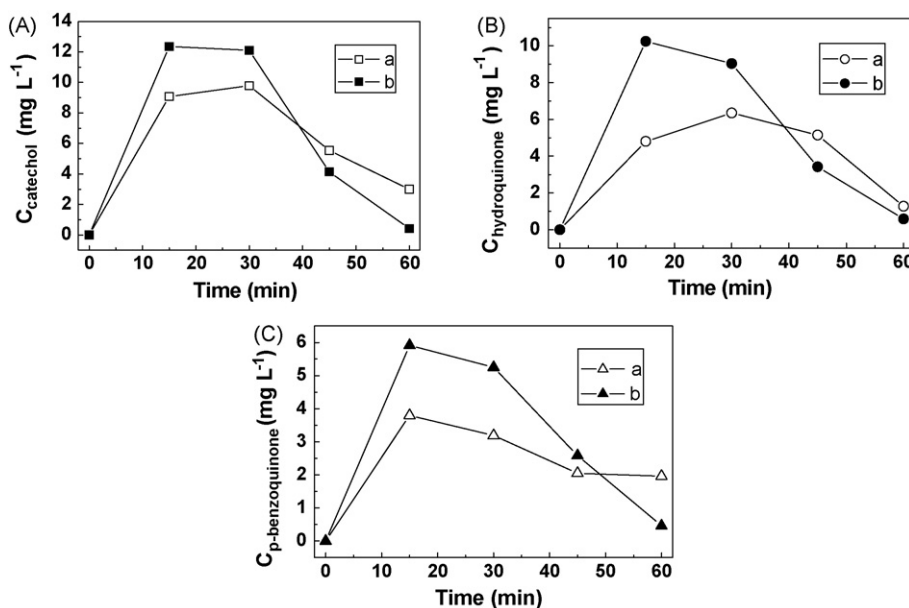 (A)
14
12
10
8
6
4
2
0
C_catechol (mg L⁻¹)
a
b
0 10 20 30 40 50 60
Time (min)
(B)
10
8
6
4
2
0
C_hydroquinone (mg L⁻¹)
a
b
0 10 20 30 40 50 60
Time (min)
(C)
6
5
4
3
2
1
0
C_p-benzoquinone (mg L⁻¹)
a
b
0 10 20 30 40 50 60
Time (min)